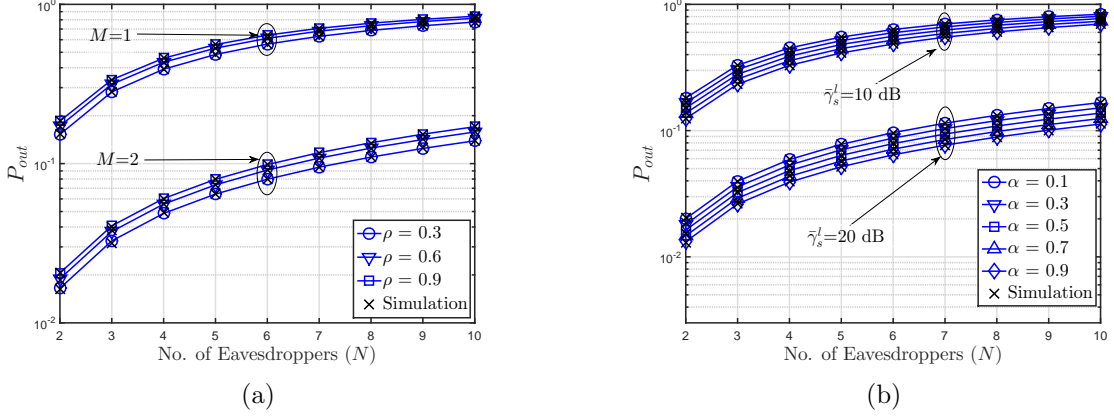 10^0
10^-1
10^-2
P_out
M=1
M=2
ρ = 0.3
ρ = 0.6
ρ = 0.9
Simulation
2 3 4 5 6 7 8 9 10
No. of Eavesdroppers (N)
(a)
10^0
10^-1
10^-2
P_out
γ̄_s^l=10 dB
γ̄_s^l=20 dB
α = 0.1
α = 0.3
α = 0.5
α = 0.7
α = 0.9
Simulation
2 3 4 5 6 7 8 9 10
No. of Eavesdroppers (N)
(b)